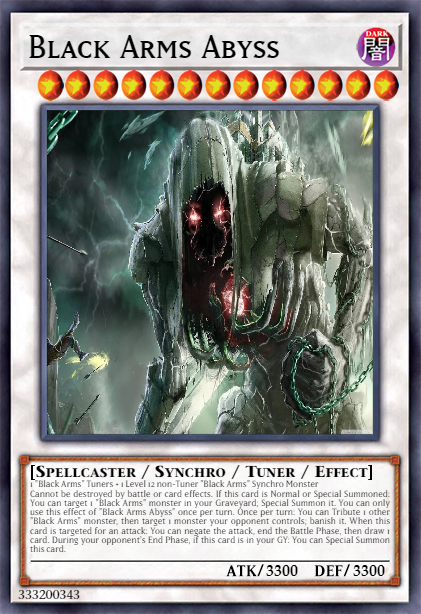 BLACK ARMS ABYSS
DARK
闇
[SPELLCASTER / SYNCHRO / TUNER / EFFECT]
1 "Black Arms" Tuners + 1 Level 12 non-Tuner "Black Arms" Synchro Monster
Cannot be destroyed by battle or card effects. If this card is Normal or Special Summoned:
You can target 1 "Black Arms" monster in your Graveyard; Special Summon it. You can only
use this effect of "Black Arms Abyss" once per turn. Once per turn: You can Tribute 1 other
"Black Arms" monster, then target 1 monster your opponent controls; banish it. When this
card is targeted for an attack: You can negate the attack, end the Battle Phase, then draw 1
card. During your opponent's End Phase, if this card is in your GY: You can Special Summon
this card.
ATK/3300 DEF/3300
333200343